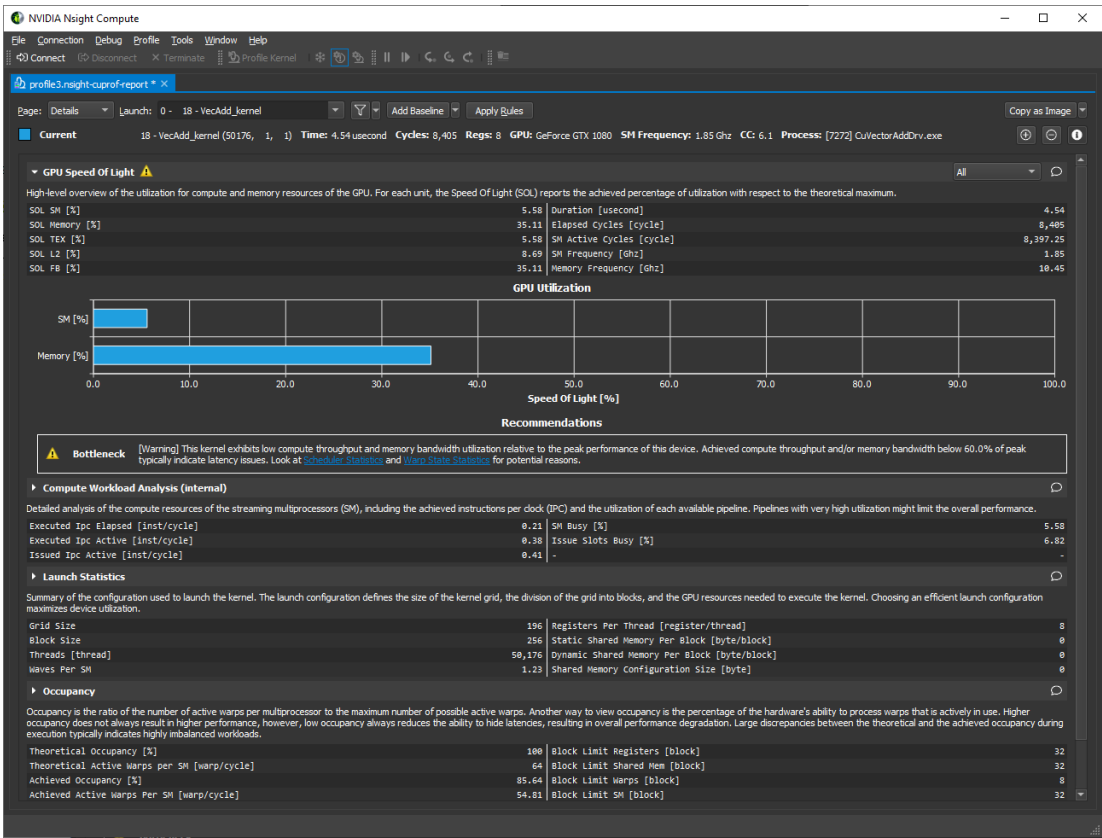 NVIDIA Nsight Compute
File Connection Debug Profile Tools Window Help
Connect Disconnect Terminate Profile Kernel
profile3.nsight-cuprof-report *
Page: Details Launch: 0 - 18 - VecAdd_kernel Add Baseline Apply Rules Copy as Image
Current 18 - VecAdd_kernel (50176, 1, 1) Time: 4.54 usecond Cycles: 8,405 Regs: 8 GPU: GeForce GTX 1080 SM Frequency: 1.85 Ghz CC: 6.1 Process: [7272] CuVectorAddDrv.exe
GPU Speed Of Light All
High-level overview of the utilization for compute and memory resources of the GPU. For each unit, the Speed Of Light (SOL) reports the achieved percentage of utilization with respect to the theoretical maximum.
SOL SM [%] 5.58 Duration [usecond] 4.54
SOL Memory [%] 35.11 Elapsed Cycles [cycle] 8,405
SOL TEX [%] 5.58 SM Active Cycles [cycle] 8,397.25
SOL L2 [%] 8.69 SM Frequency [Ghz] 1.85
SOL FB [%] 35.11 Memory Frequency [Ghz] 10.45
GPU Utilization
SM [%]
Memory [%]
0.0 10.0 20.0 30.0 40.0 50.0 60.0 70.0 80.0 90.0 100.0
Speed Of Light [%]
Recommendations
Bottleneck [Warning] This kernel exhibits low compute throughput and memory bandwidth utilization relative to the peak performance of this device. Achieved compute throughput and/or memory bandwidth below 60.0% of peak
typically indicate latency issues. Look at Scheduler Statistics and Warp State Statistics for potential reasons.
Compute Workload Analysis (internal)
Detailed analysis of the compute resources of the streaming multiprocessors (SM), including the achieved instructions per clock (IPC) and the utilization of each available pipeline. Pipelines with very high utilization might limit the overall performance.
Executed Ipc Elapsed [inst/cycle] 0.21 SM Busy [%] 5.58
Executed Ipc Active [inst/cycle] 0.38 Issue Slots Busy [%] 6.82
Issued Ipc Active [inst/cycle] 0.41 - -
Launch Statistics
Summary of the configuration used to launch the kernel. The launch configuration defines the size of the kernel grid, the division of the grid into blocks, and the GPU resources needed to execute the kernel. Choosing an efficient launch configuration
maximizes device utilization.
Grid Size 196 Registers Per Thread [register/thread] 8
Block Size 256 Static Shared Memory Per Block [byte/block] 0
Threads [thread] 50,176 Dynamic Shared Memory Per Block [byte/block] 0
Waves Per SM 1.23 Shared Memory Configuration Size [byte] 0
Occupancy
Occupancy is the ratio of the number of active warps per multiprocessor to the maximum number of possible active warps. Another way to view occupancy is the percentage of the hardware's ability to process warps that is actively in use. Higher
occupancy does not always result in higher performance, however, low occupancy always reduces the ability to hide latencies, resulting in overall performance degradation. Large discrepancies between the theoretical and the achieved occupancy during
execution typically indicates highly imbalanced workloads.
Theoretical Occupancy [%] 100 Block Limit Registers [block] 32
Theoretical Active Warps per SM [warp/cycle] 64 Block Limit Shared Mem [block] 32
Achieved Occupancy [%] 85.64 Block Limit Warps [block] 8
Achieved Active Warps Per SM [warp/cycle] 54.81 Block Limit SM [block] 32